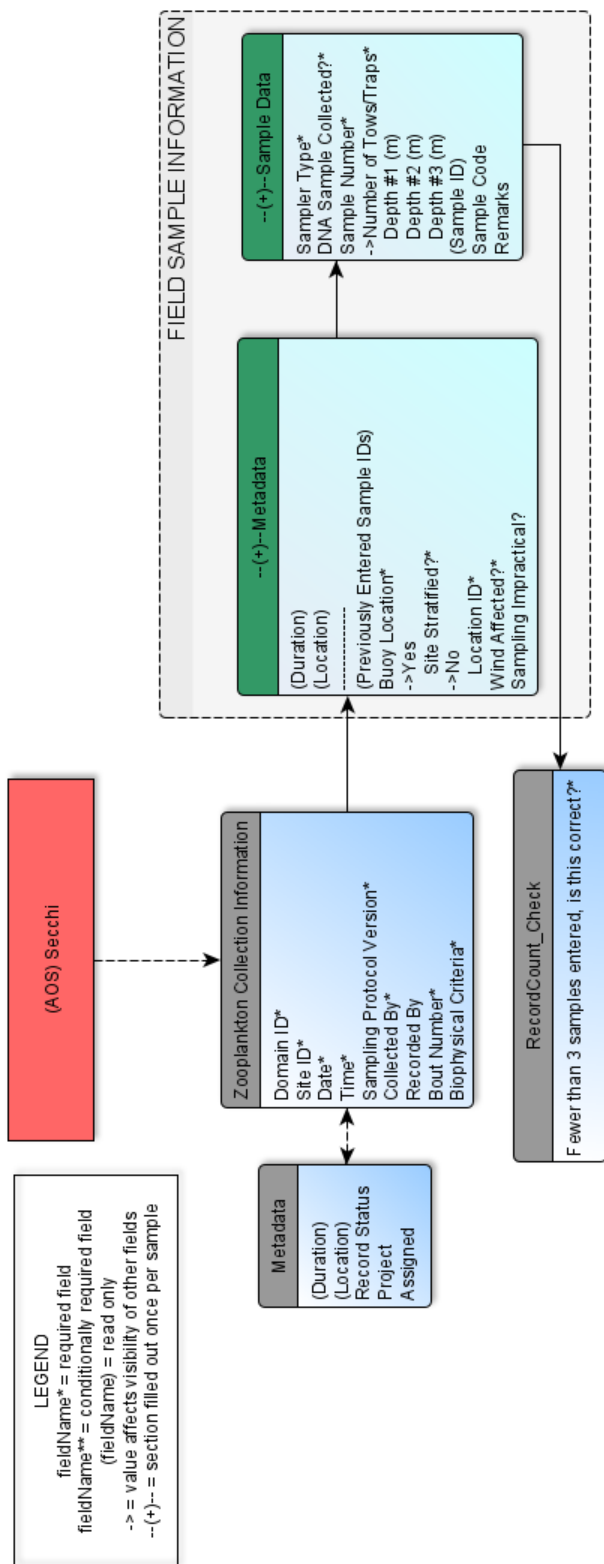 LEGEND
fieldName* = required field
fieldName** = conditionally required field
(fieldName) = read only
-> = value affects visibility of other fields
--(+)-- = section filled out once per sample
(AOS) Secchi
Metadata
(Duration)
(Location)
Record Status
Project
Assigned
Zooplankton Collection Information
Domain ID*
Site ID*
Date*
Time*
Sampling Protocol Version*
Collected By*
Recorded By
Bout Number*
Biophysical Criteria*
FIELD SAMPLE INFORMATION
--(+)--Metadata
(Duration)
(Location)
--------------------
(Previously Entered Sample IDs)
Buoy Location*
->Yes
Site Stratified?*
->No
Location ID*
Wind Affected?*
Sampling Impractical?
--(+)--Sample Data
Sampler Type*
DNA Sample Collected?*
Sample Number*
->Number of Tows/Traps*
Depth #1 (m)
Depth #2 (m)
Depth #3 (m)
(Sample ID)
Sample Code
Remarks
RecordCount_Check
Fewer than 3 samples entered, is this correct?*